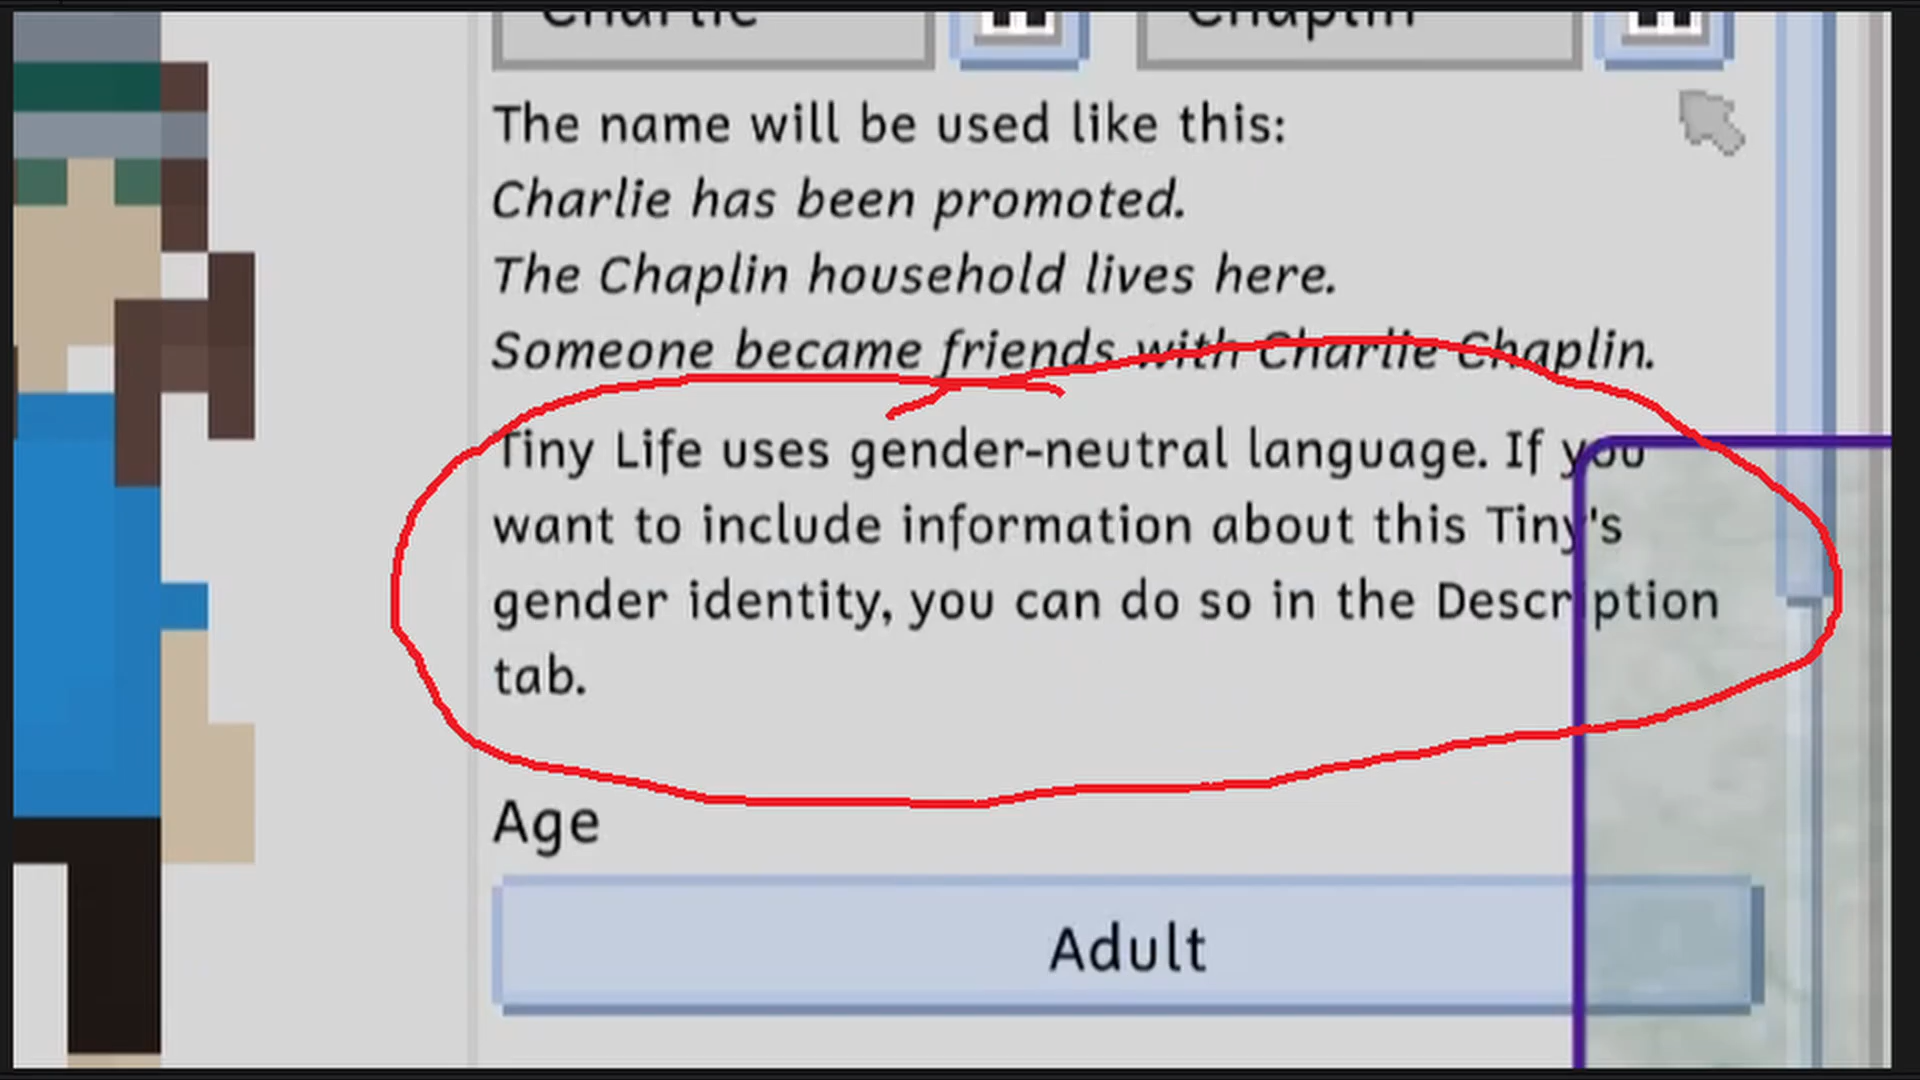 Charlie Chaplin
The name will be used like this:
Charlie has been promoted.
The Chaplin household lives here.
Someone became friends with Charlie Chaplin.
Tiny Life uses gender-neutral language. If you
want to include information about this Tiny's
gender identity, you can do so in the Description
tab.
Age
Adult